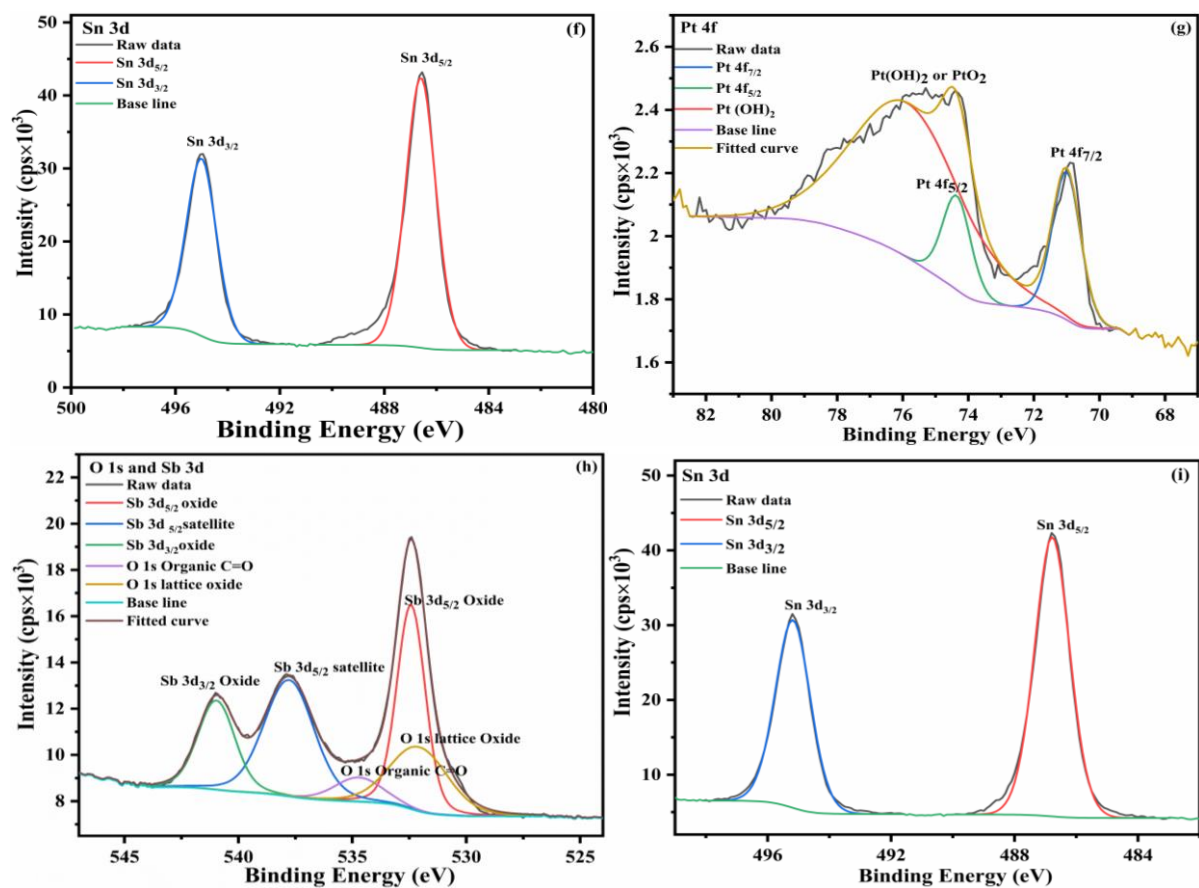 Sn 3d
(f)
Raw data
Sn 3d5/2
Sn 3d3/2
Base line
Sn 3d5/2
Sn 3d3/2
50
40
30
20
10
0
Intensity (cps×10³)
500 496 492 488 484 480
Binding Energy (eV)
Pt 4f
(g)
Raw data
Pt 4f7/2
Pt 4f5/2
Pt (OH)2
Base line
Fitted curve
Pt(OH)2 or PtO2
Pt 4f7/2
Pt 4f5/2
2.6
2.4
2.2
2
1.8
1.6
Intensity (cps×10³)
82 80 78 76 74 72 70 68
Binding Energy (eV)
O 1s and Sb 3d
(h)
Raw data
Sb 3d5/2 oxide
Sb 3d 5/2 satellite
Sb 3d3/2oxide
O 1s Organic C=O
O 1s lattice oxide
Base line
Fitted curve
Sb 3d5/2 Oxide
Sb 3d5/2 satellite
Sb 3d3/2 Oxide
O 1s lattice Oxide
O 1s Organic C=O
22
20
18
16
14
12
10
8
Intensity (cps×10³)
545 540 535 530 525
Binding Energy (eV)
Sn 3d
(i)
Raw data
Sn 3d5/2
Sn 3d3/2
Base line
Sn 3d5/2
Sn 3d3/2
50
40
30
20
10
0
Intensity (cps×10³)
496 492 488 484
Binding Energy (eV)